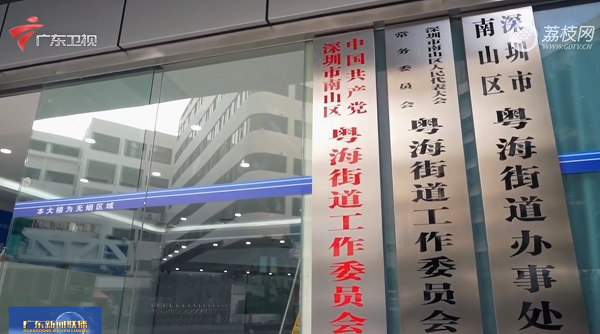 广东卫视
荔枝网
WWW.GDTV.CN
中国共产党
深圳市南山区
粤海街道工作委员会
深圳市南山区人民代表大会
常务委员会
粤海街道工作委员会
深圳市
南山区
粤海街道办事处
本大楼为无烟区域
广东新闻联播